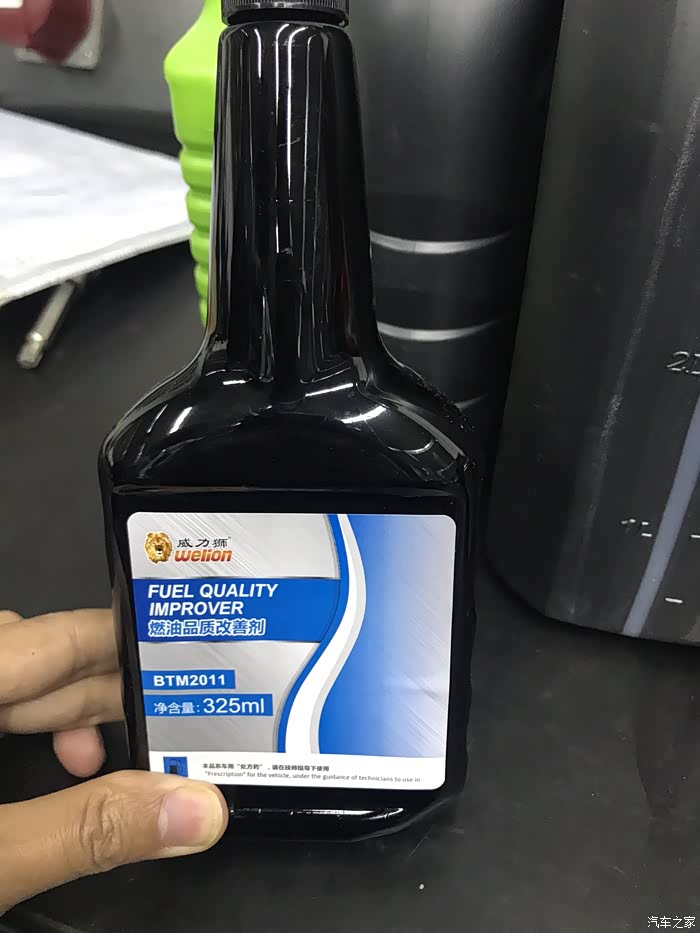 威力狮®
welion
FUEL QUALITY
IMPROVER
燃油品质改善剂
BTM2011
净含量: 325ml
本品系车用“处方药”，请在技师指导下使用
"Prescription" for the vehicle, under the guidance of technicians to use in
1L
汽车之家